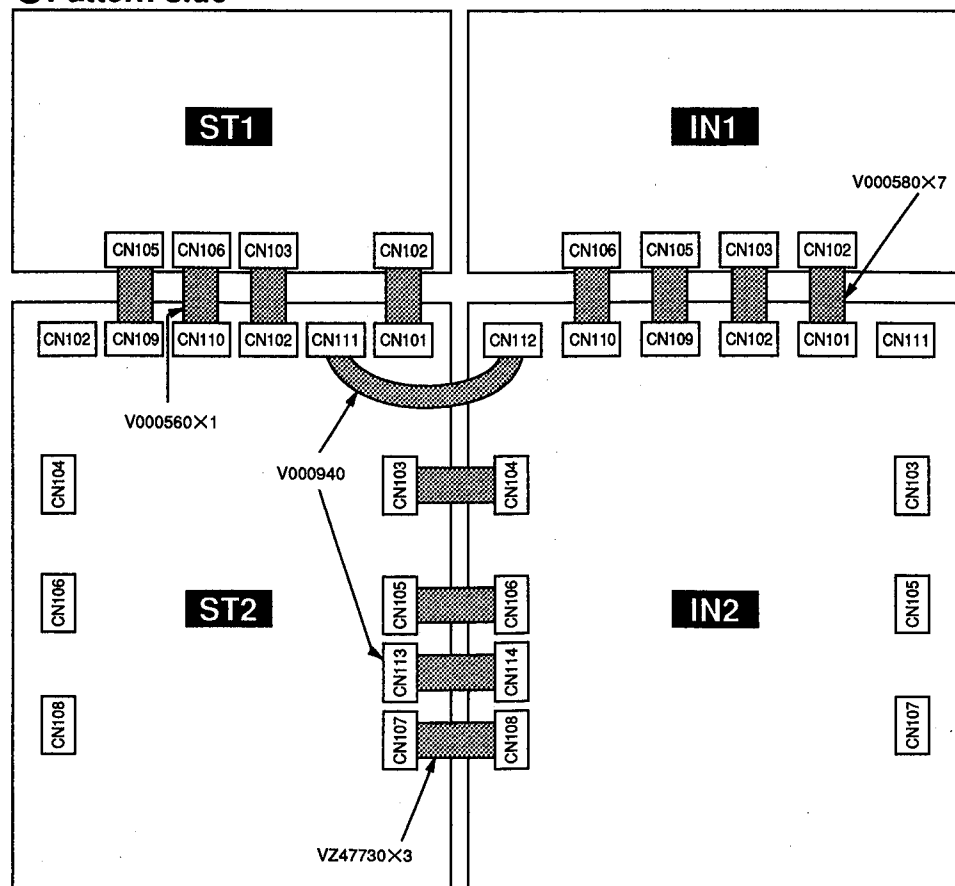 ●Pattern side
ST1
IN1
V000580×7
CN105 CN106 CN103 CN102
CN106 CN105 CN103 CN102
CN102 CN109 CN110 CN102 CN111 CN101
CN112 CN110 CN109 CN102 CN101 CN111
V000560×1
V000940
CN104
CN103
CN104
CN103
CN106
ST2
CN105
CN106
IN2
CN105
CN113
CN114
CN108
CN107
CN108
CN107
VZ47730×3